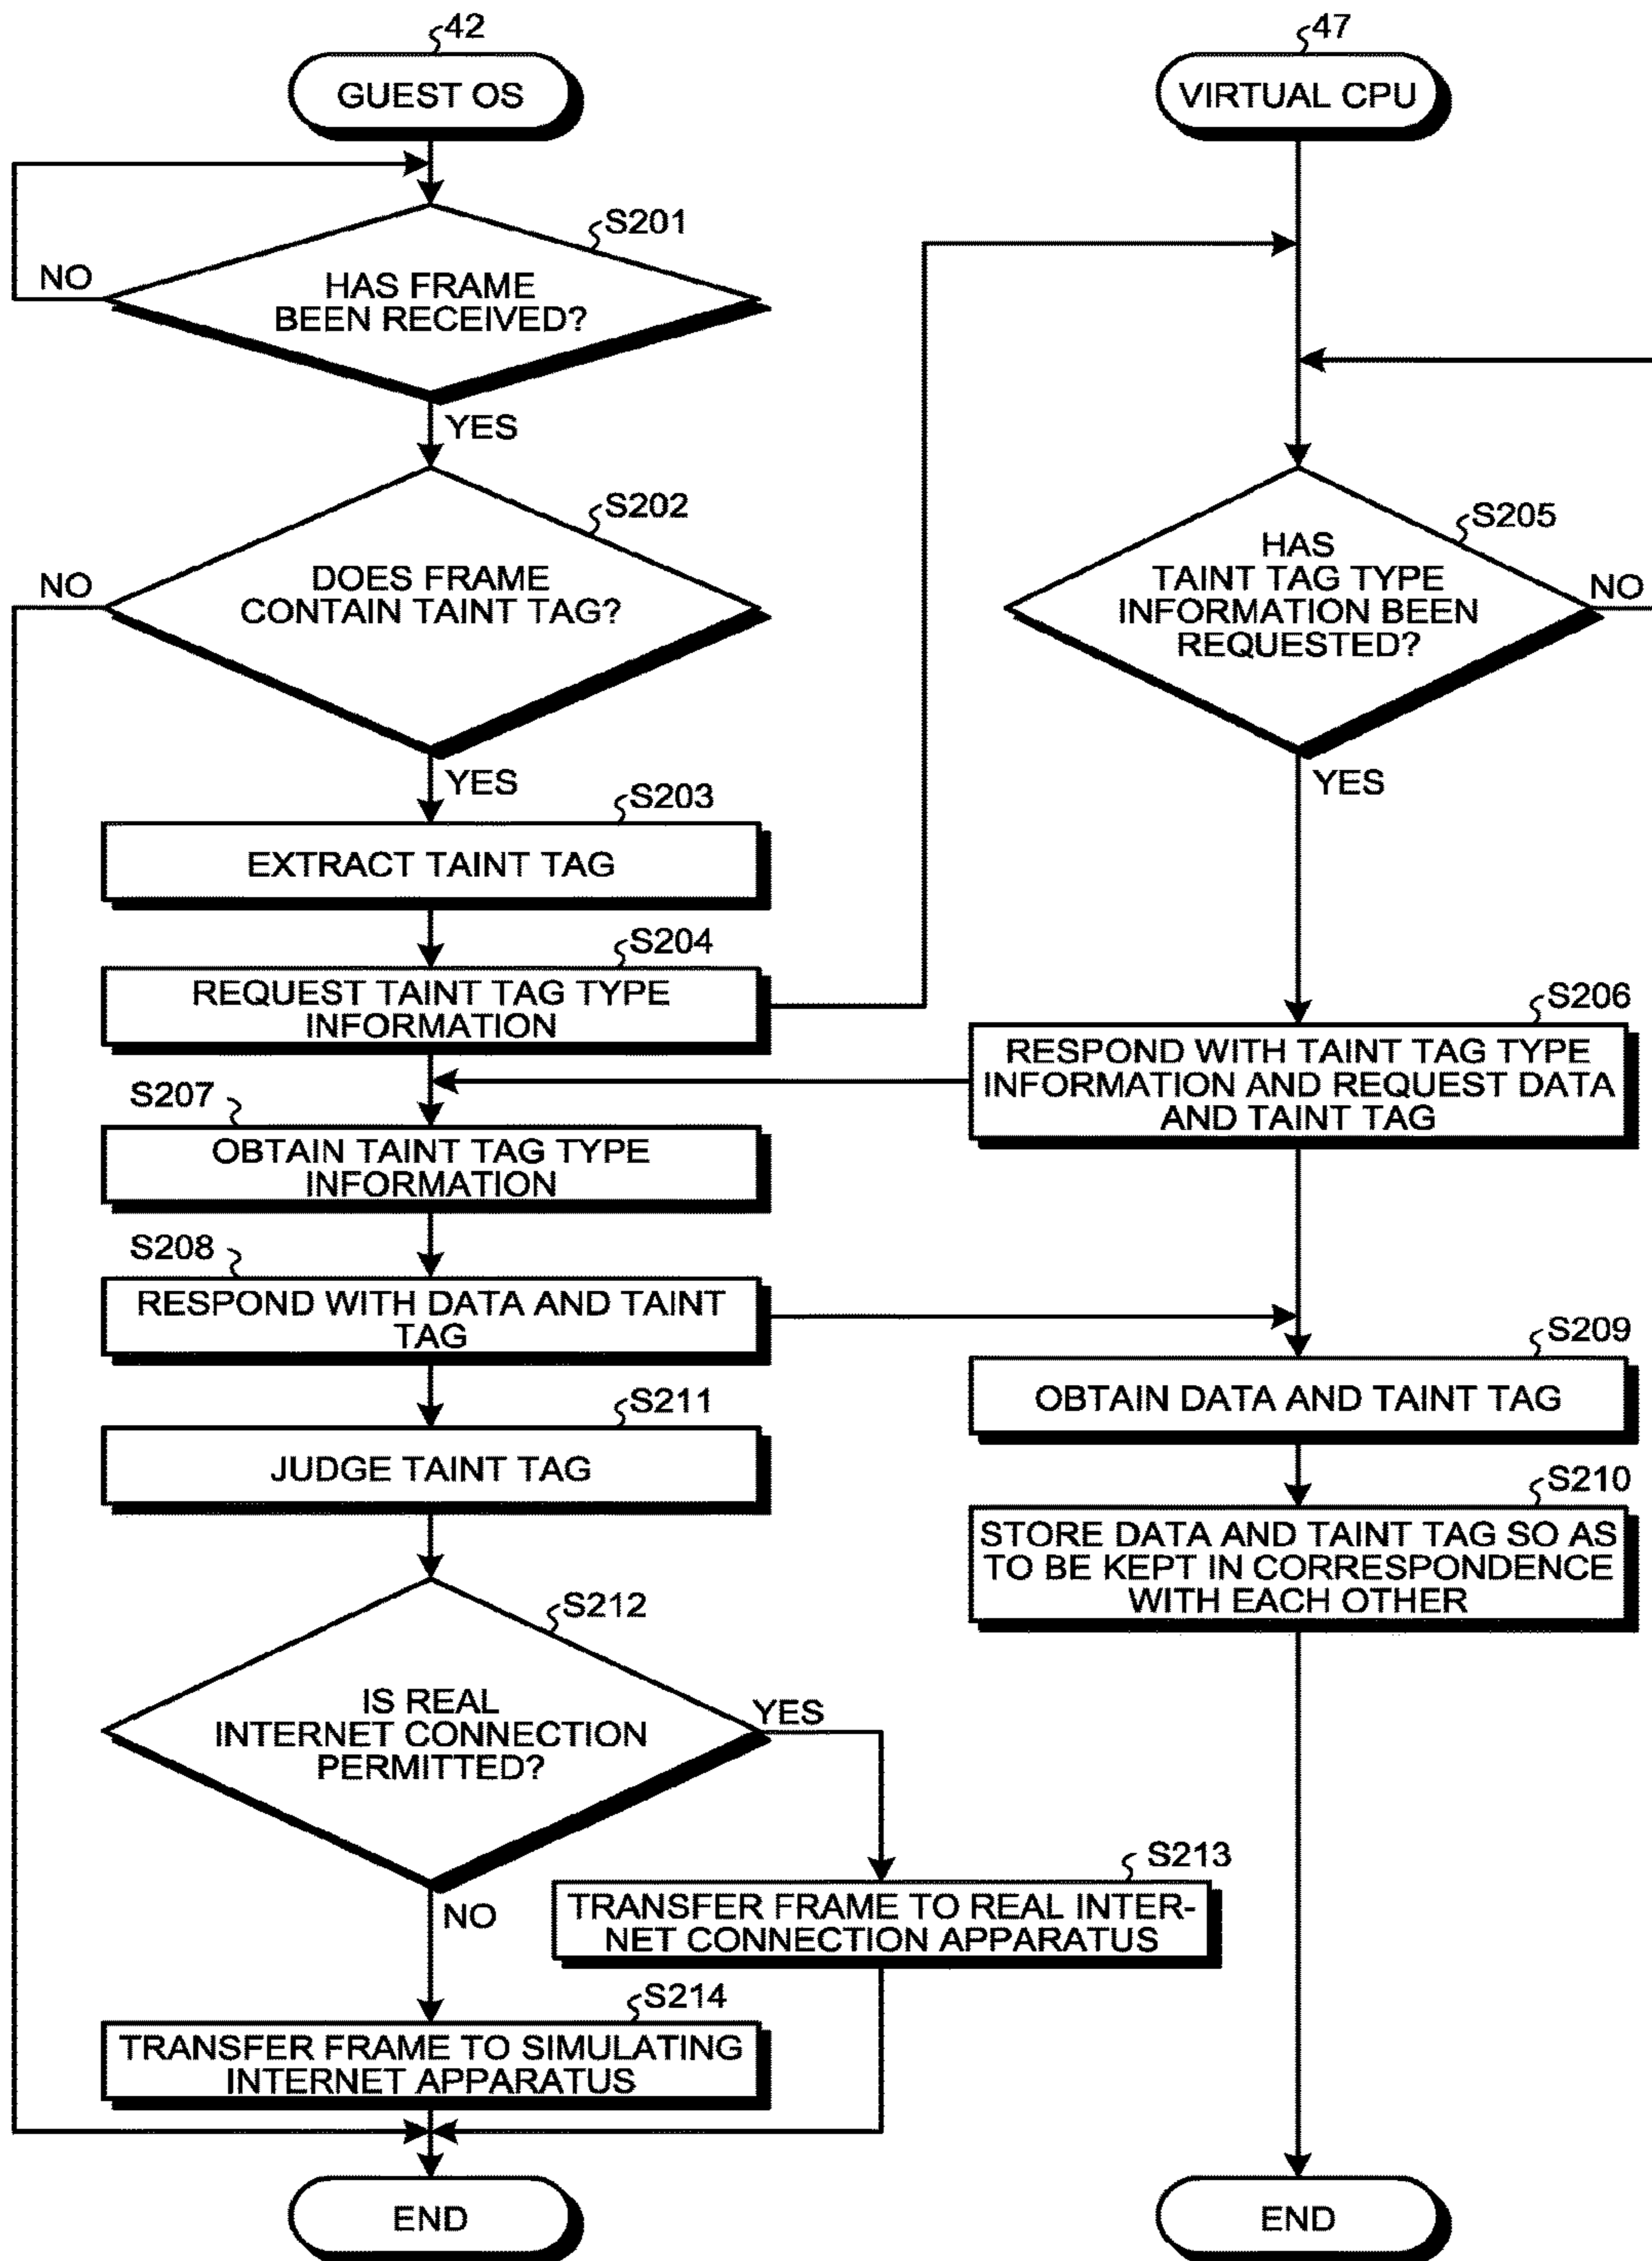 42
GUEST OS
47
VIRTUAL CPU
S201
NO
HAS FRAME
BEEN RECEIVED?
YES
S202
NO
DOES FRAME
CONTAIN TAINT TAG?
YES
S205
HAS
TAINT TAG TYPE
INFORMATION BEEN
REQUESTED?
NO
YES
S203
EXTRACT TAINT TAG
S204
REQUEST TAINT TAG TYPE
INFORMATION
S206
RESPOND WITH TAINT TAG TYPE
INFORMATION AND REQUEST DATA
AND TAINT TAG
S207
OBTAIN TAINT TAG TYPE
INFORMATION
S208
RESPOND WITH DATA AND TAINT
TAG
S209
OBTAIN DATA AND TAINT TAG
S211
JUDGE TAINT TAG
S210
STORE DATA AND TAINT TAG SO AS
TO BE KEPT IN CORRESPONDENCE
WITH EACH OTHER
S212
IS REAL
INTERNET CONNECTION
PERMITTED?
YES
NO
S213
TRANSFER FRAME TO REAL INTER-
NET CONNECTION APPARATUS
S214
TRANSFER FRAME TO SIMULATING
INTERNET APPARATUS
END
END